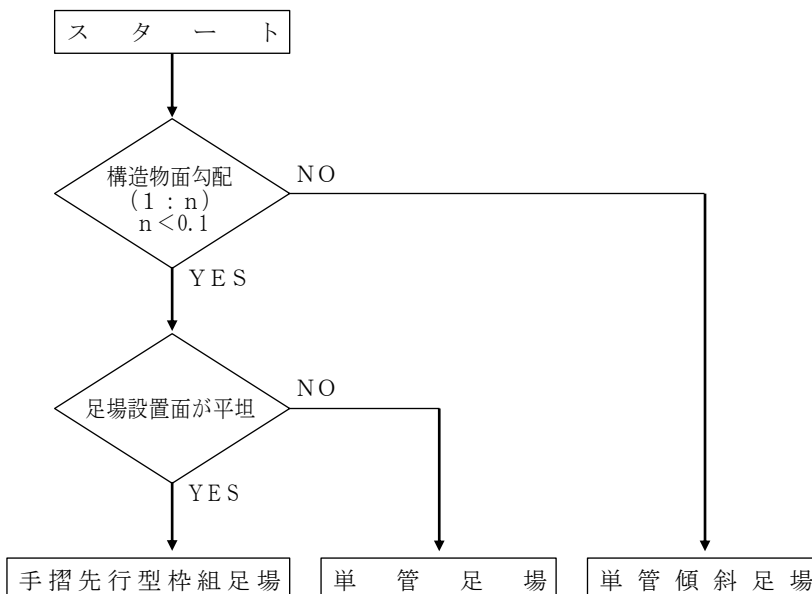 スタート
構造物面勾配
(1:n)
n<0.1
NO
YES
足場設置面が平坦
NO
YES
手摺先行型枠組足場
単管足場
単管傾斜足場